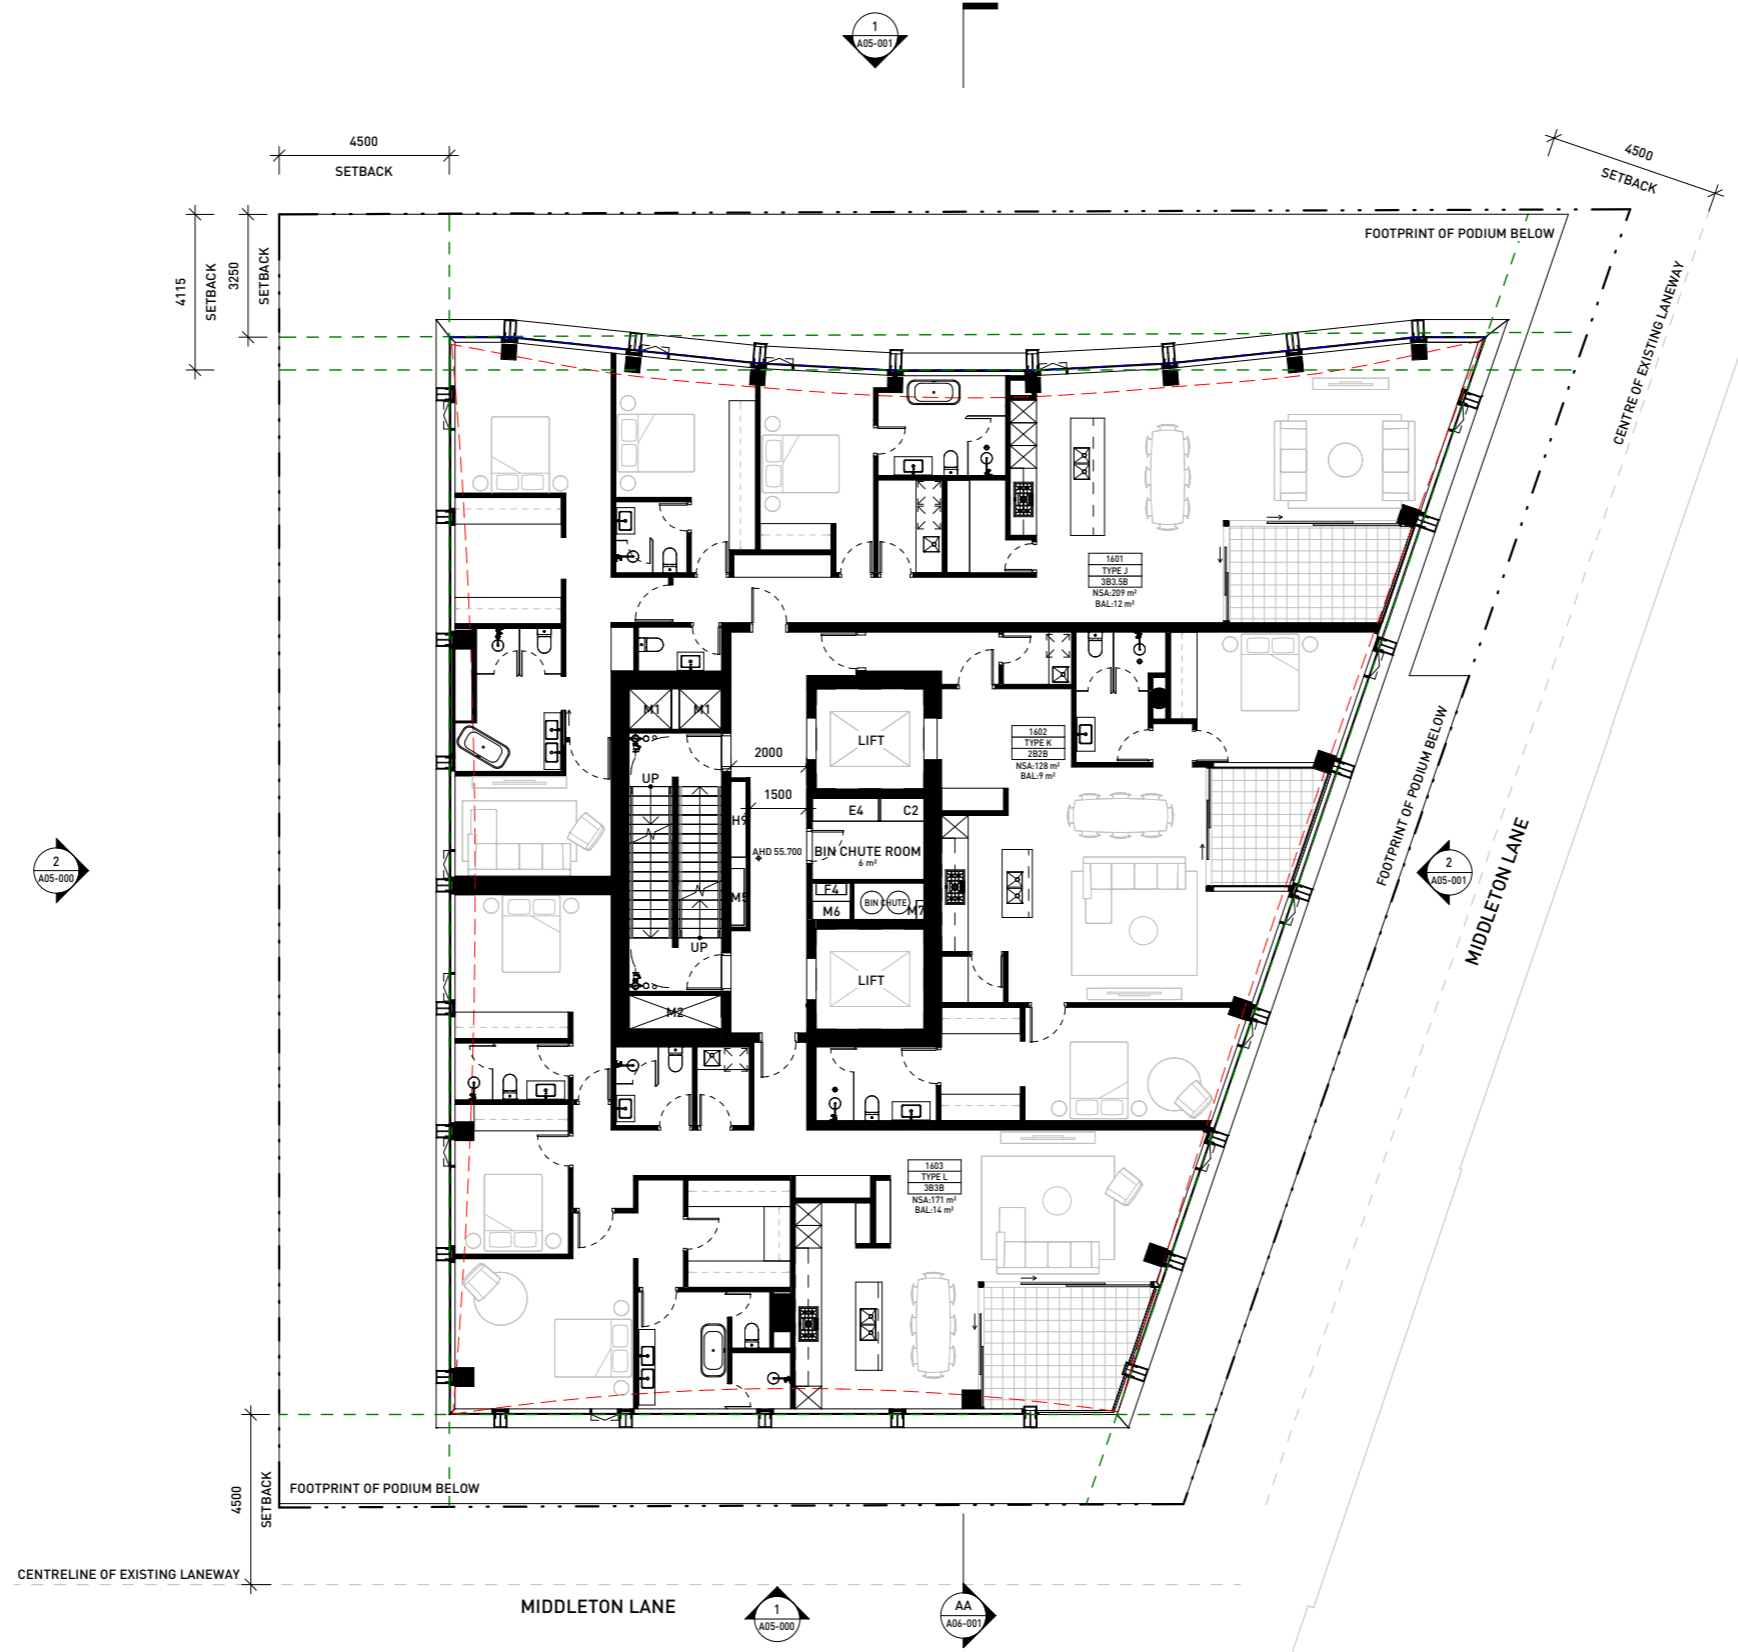 1
A05-001
4500
SETBACK
4500
SETBACK
4115
SETBACK
3250
SETBACK
FOOTPRINT OF PODIUM BELOW
CENTRE OF EXISTING LANEWAY
1601
TYPE J
3B3.5B
NSA:209 m²
BAL:12 m²
M1
M1
LIFT
1602
TYPE K
2B2B
NSA:128 m²
BAL:9 m²
2000
UP
1500
H9
E4
C2
AHD 55.700
BIN CHUTE ROOM
6 m²
2
A05-000
FOOTPRINT OF PODIUM BELOW
2
A05-001
MIDDLETON LANE
M5
F4
M6
BIN CHUTE
M7
UP
LIFT
M2
1603
TYPE L
3B3B
NSA:171 m²
BAL:14 m²
FOOTPRINT OF PODIUM BELOW
4500
SETBACK
CENTRELINE OF EXISTING LANEWAY
MIDDLETON LANE
1
A05-000
AA
A06-001